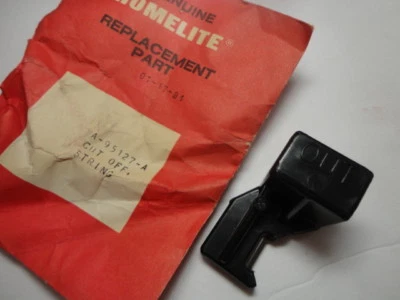 GENUINE
HOMELITE®
REPLACEMENT
PART
A-95127-A
CUT OFF,
STRING
OUT